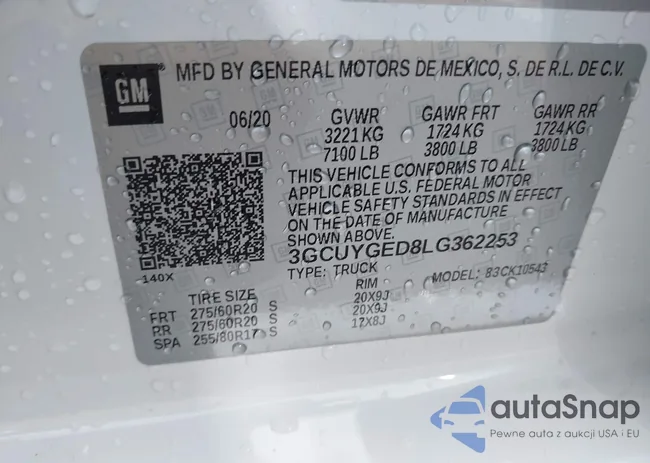 GM
MFD BY GENERAL MOTORS DE MEXICO, S. DE R.L. DE C.V.
06/20 GVWR GAWR FRT GAWR RR
3221 KG 1724 KG 1724 KG
7100 LB 3800 LB 3800 LB
THIS VEHICLE CONFORMS TO ALL
APPLICABLE U.S. FEDERAL MOTOR
VEHICLE SAFETY STANDARDS IN EFFECT
ON THE DATE OF MANUFACTURE
SHOWN ABOVE.
3GCUYGED8LG362253
140X TYPE: TRUCK MODEL: 83CK10543
TIRE SIZE RIM
FRT 275/60R20 S 20X9J
RR 275/60R20 S 20X9J
SPA 255/80R17 S 17X8J
autaSnap
Pewne auta z aukcji USA i EU